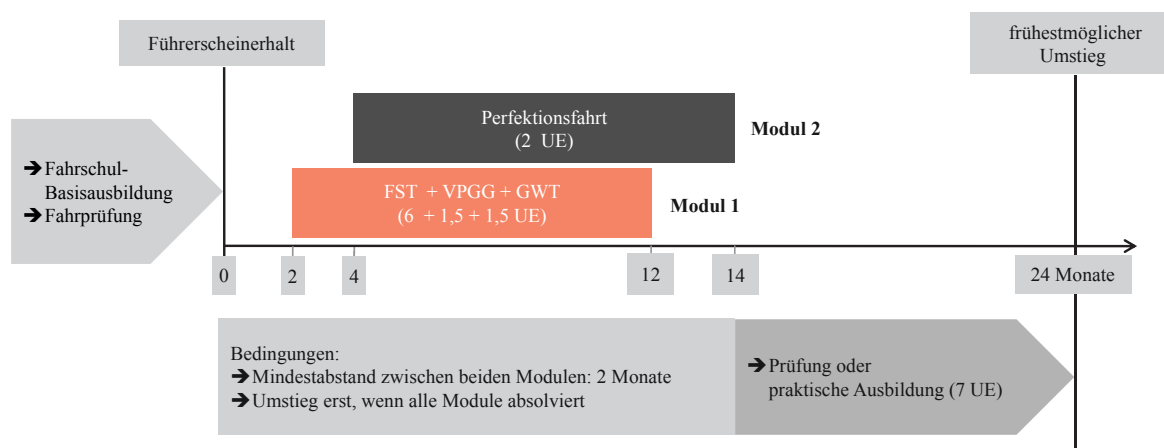 Führerscheinerhalt
frühestmöglicher
Umstieg
➔ Fahrschul-
Basisausbildung
➔ Fahrprüfung
Perfektionsfahrt
(2 UE)
Modul 2
FST + VPGG + GWT
(6 + 1,5 + 1,5 UE)
Modul 1
0
2
4
12
14
24 Monate
Bedingungen:
➔ Mindestabstand zwischen beiden Modulen: 2 Monate
➔ Umstieg erst, wenn alle Module absolviert
➔ Prüfung oder
praktische Ausbildung (7 UE)